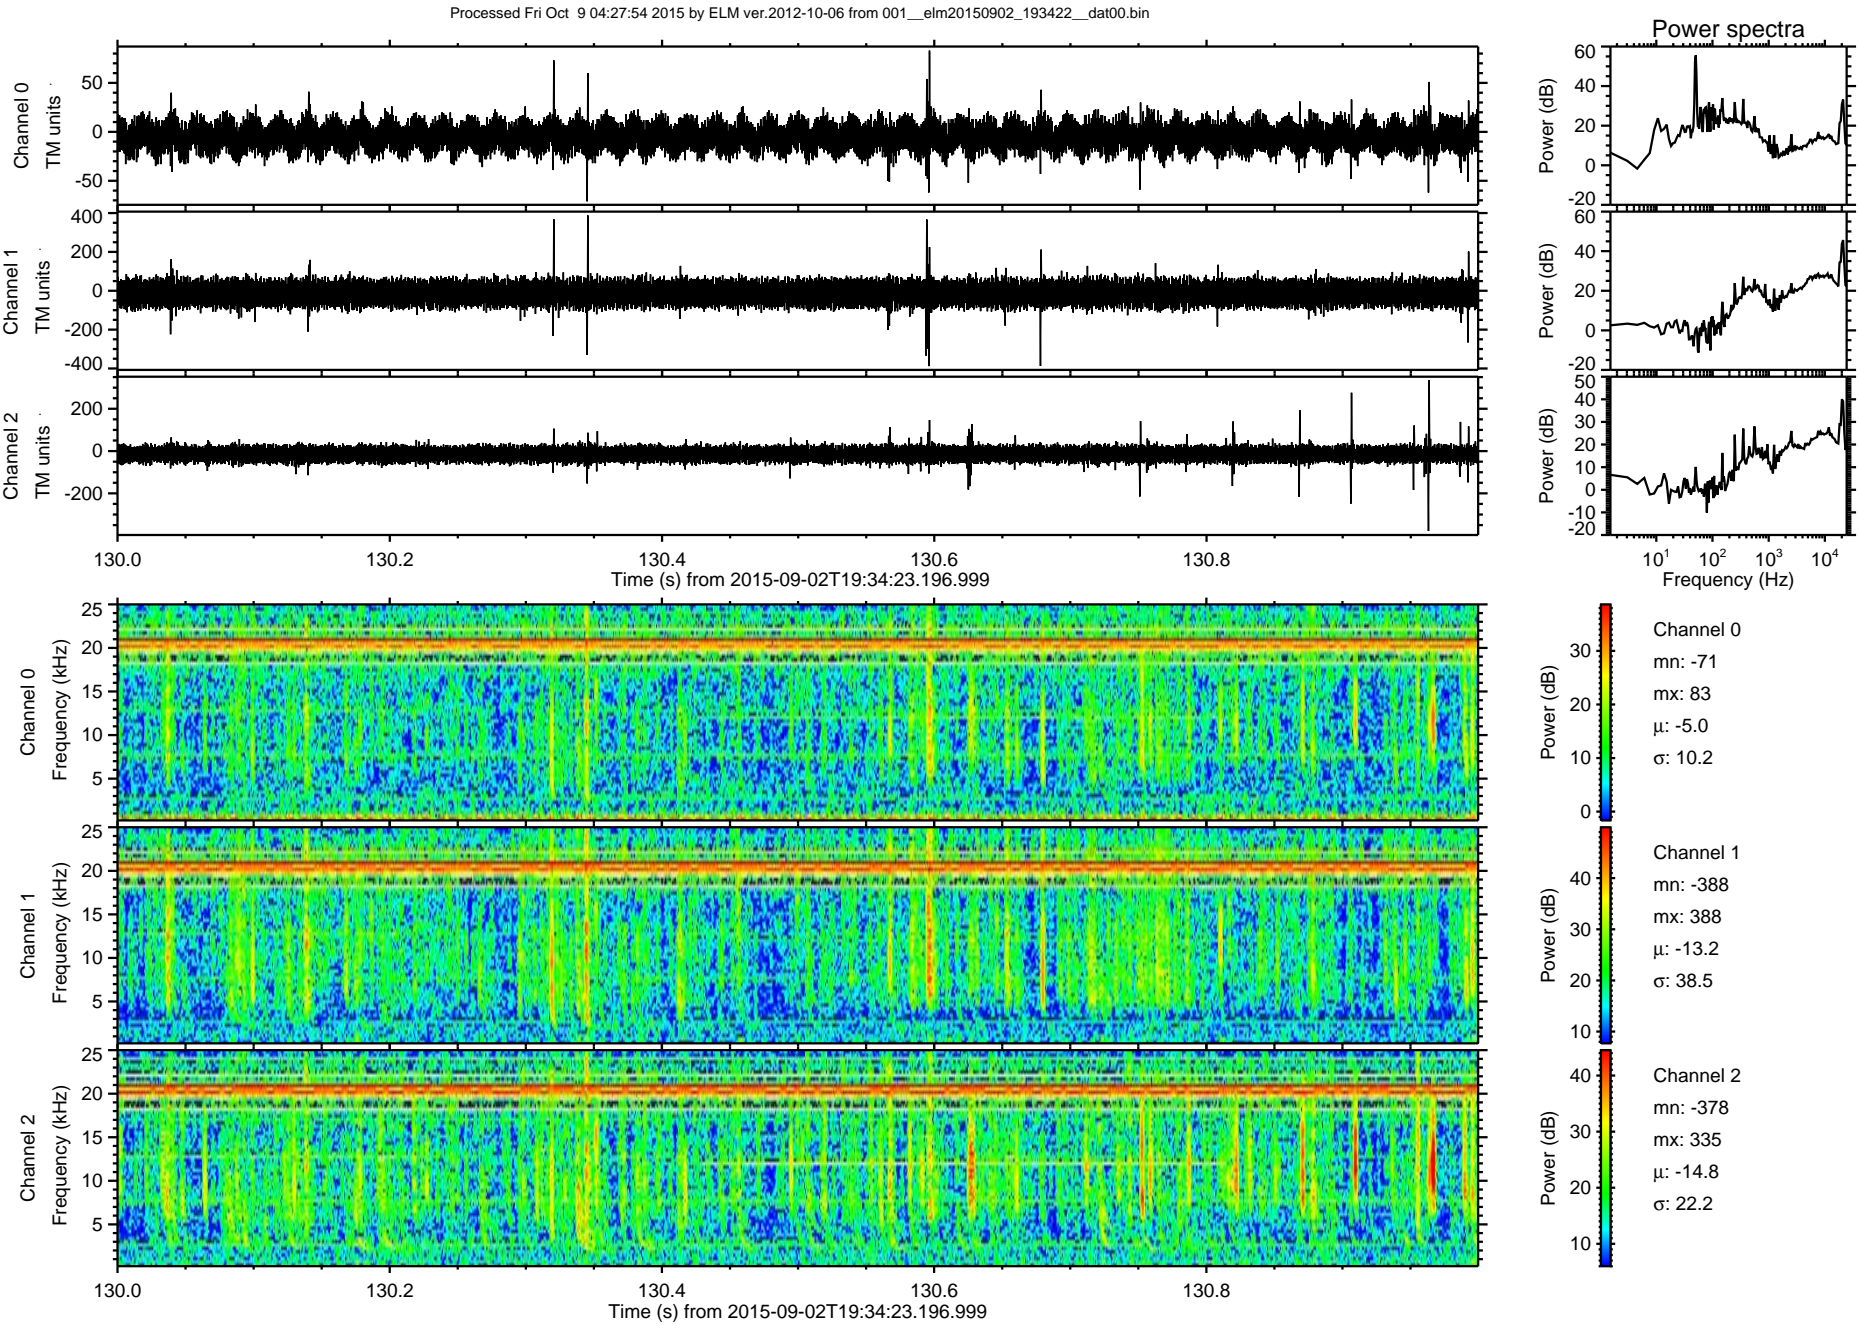 Processed Fri Oct  9 04:27:54 2015 by ELM ver.2012-10-06 from 001__elm20150902_193422__dat00.bin
Power spectra
Channel 0
TM units
50
0
-50
Power (dB)
60
40
20
0
-20
Channel 1
TM units
400
200
0
-200
-400
Power (dB)
60
40
20
0
-20
Channel 2
TM units
200
0
-200
Power (dB)
50
40
30
20
10
0
-10
-20
130.0 130.2 130.4 130.6 130.8
Time (s) from 2015-09-02T19:34:23.196.999
10¹ 10² 10³ 10⁴
Frequency (Hz)
Channel 0
Frequency (kHz)
25
20
15
10
5
Power (dB)
30
20
10
0
Channel 0
mn: -71
mx: 83
μ: -5.0
σ: 10.2
Channel 1
Frequency (kHz)
25
20
15
10
5
Power (dB)
40
30
20
10
Channel 1
mn: -388
mx: 388
μ: -13.2
σ: 38.5
Channel 2
Frequency (kHz)
25
20
15
10
5
Power (dB)
40
30
20
10
Channel 2
mn: -378
mx: 335
μ: -14.8
σ: 22.2
130.0 130.2 130.4 130.6 130.8
Time (s) from 2015-09-02T19:34:23.196.999